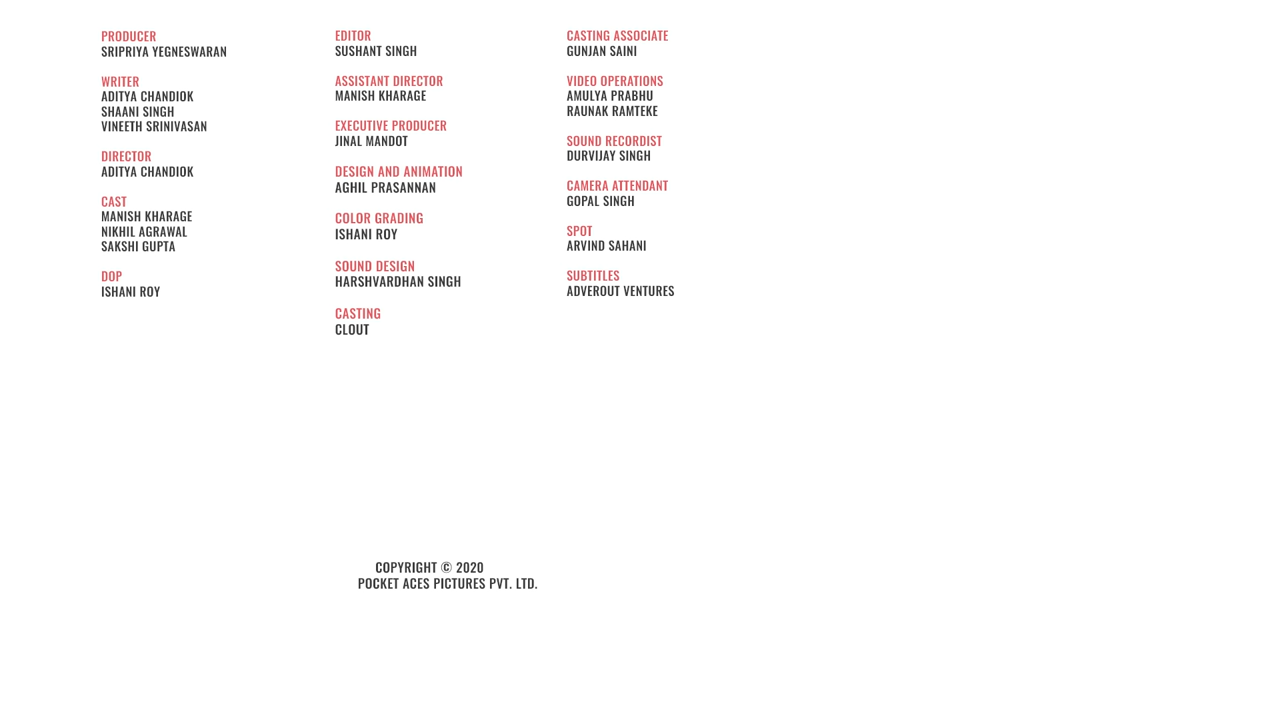 PRODUCER
SRIPRIYA YEGNESWARAN
WRITER
ADITYA CHANDIOK
SHAANI SINGH
VINEETH SRINIVASAN
DIRECTOR
ADITYA CHANDIOK
CAST
MANISH KHARAGE
NIKHIL AGRAWAL
SAKSHI GUPTA
DOP
ISHANI ROY
EDITOR
SUSHANT SINGH
ASSISTANT DIRECTOR
MANISH KHARAGE
EXECUTIVE PRODUCER
JINAL MANDOT
DESIGN AND ANIMATION
AGHIL PRASANNAN
COLOR GRADING
ISHANI ROY
SOUND DESIGN
HARSHVARDHAN SINGH
CASTING
CLOUT
CASTING ASSOCIATE
GUNJAN SAINI
VIDEO OPERATIONS
AMULYA PRABHU
RAUNAK RAMTEKE
SOUND RECORDIST
DURVIJAY SINGH
CAMERA ATTENDANT
GOPAL SINGH
SPOT
ARVIND SAHANI
SUBTITLES
ADVEROUT VENTURES
COPYRIGHT © 2020
POCKET ACES PICTURES PVT. LTD.